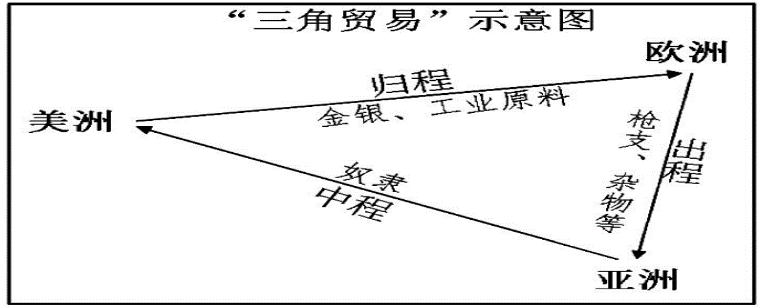 “三角贸易”示意图
欧洲
归程
金银、工业原料
美洲
枪支、杂物等
出程
奴隶
中程
亚洲